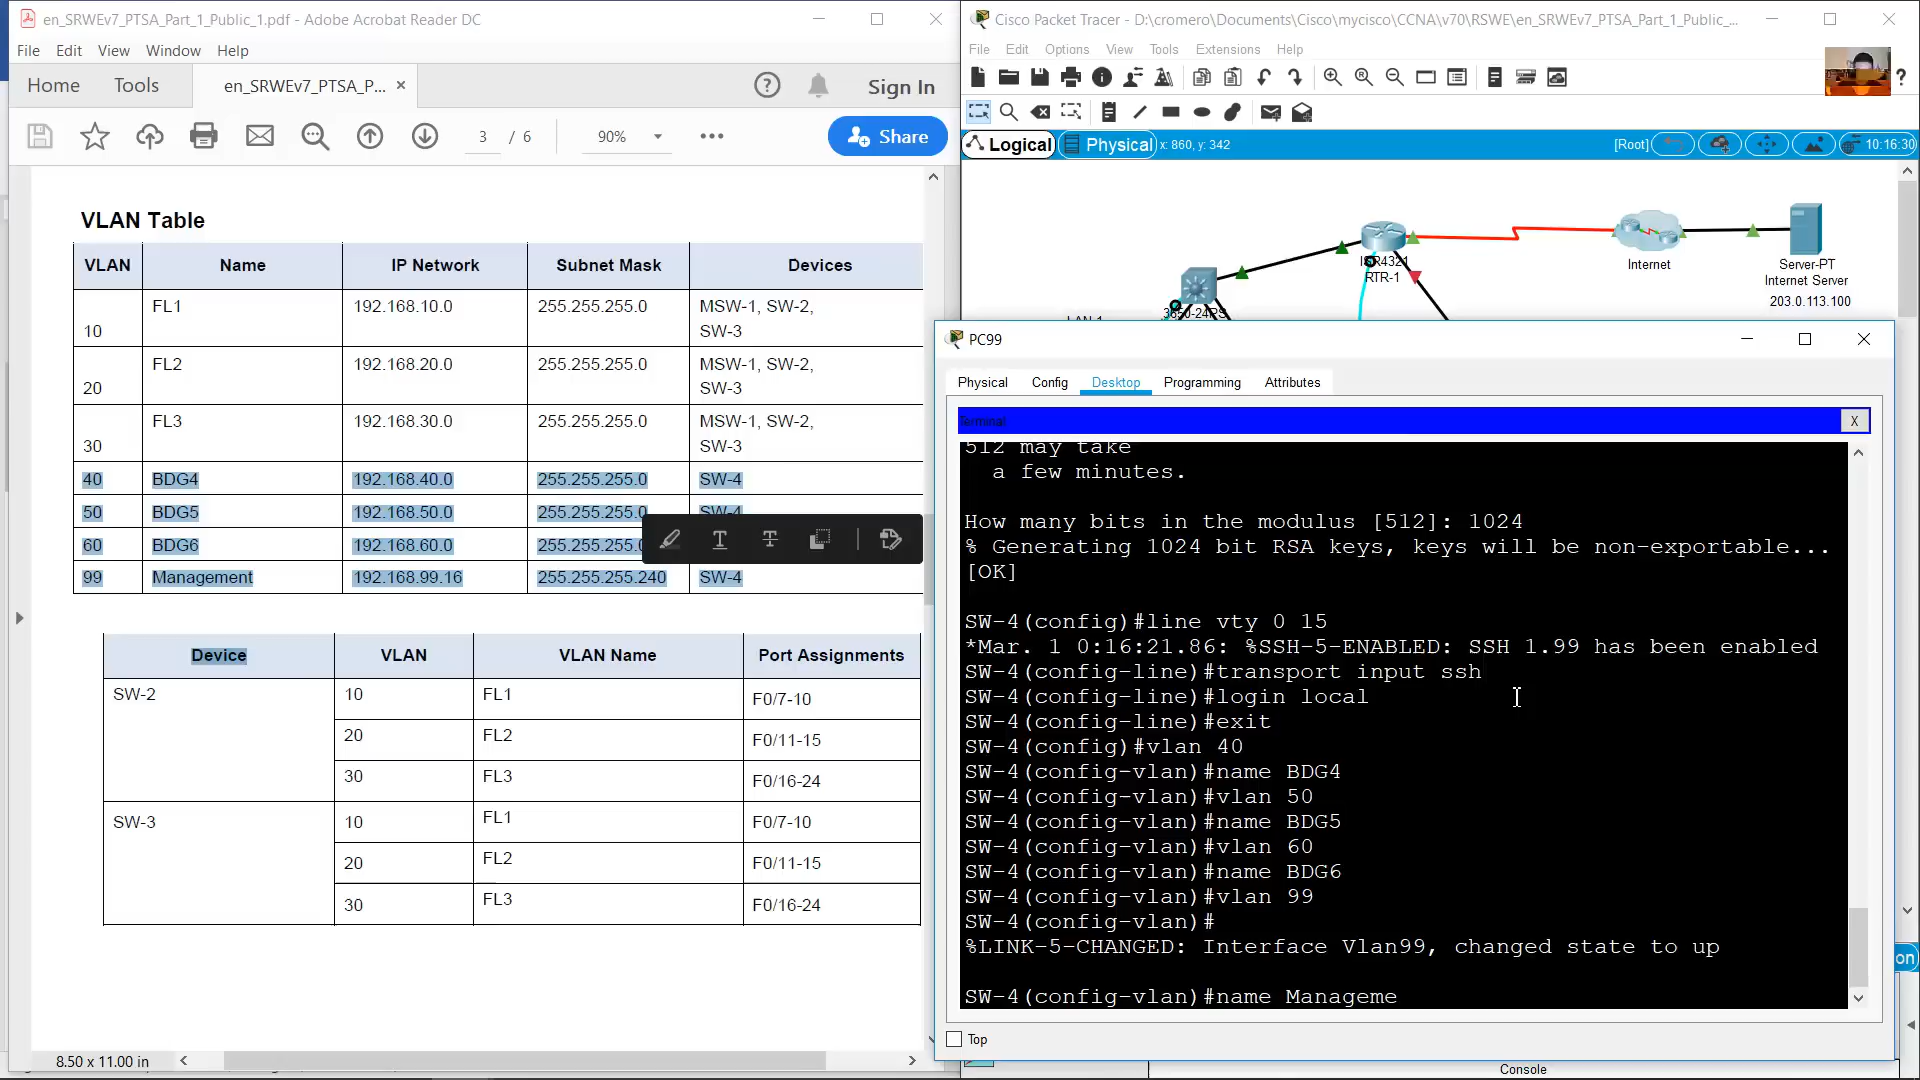 en_SRWEv7_PTSA_Part_1_Public_1.pdf - Adobe Acrobat Reader DC
File Edit View Window Help
Home Tools en_SRWEv7_PTSA_P... × Sign In
3 / 6 90% Share
VLAN Table
VLAN Name IP Network Subnet Mask Devices
10 FL1 192.168.10.0 255.255.255.0 MSW-1, SW-2,
SW-3
20 FL2 192.168.20.0 255.255.255.0 MSW-1, SW-2,
SW-3
30 FL3 192.168.30.0 255.255.255.0 MSW-1, SW-2,
SW-3
40 BDG4 192.168.40.0 255.255.255.0 SW-4
50 BDG5 192.168.50.0 255.255.255.0 SW-4
60 BDG6 192.168.60.0 255.255.255.0
99 Management 192.168.99.16 255.255.255.240 SW-4
Device VLAN VLAN Name Port Assignments
SW-2 10 FL1 F0/7-10
20 FL2 F0/11-15
30 FL3 F0/16-24
SW-3 10 FL1 F0/7-10
20 FL2 F0/11-15
30 FL3 F0/16-24
8.50 x 11.00 in
Cisco Packet Tracer - D:\cromero\Documents\Cisco\mycisco\CCNA\v70\RSWE\en_SRWEv7_PTSA_Part_1_Public_...
File Edit Options View Tools Extensions Help
Logical Physical x: 860, y: 342 [Root] 10:16:30
ISR4321
RTR-1
Internet
Server-PT
Internet Server
203.0.113.100
3650-24PS
LAN-1
PC99
Physical Config Desktop Programming Attributes
Terminal X
512 may take
a few minutes.
How many bits in the modulus [512]: 1024
% Generating 1024 bit RSA keys, keys will be non-exportable...
[OK]
SW-4(config)#line vty 0 15
*Mar. 1 0:16:21.86: %SSH-5-ENABLED: SSH 1.99 has been enabled
SW-4(config-line)#transport input ssh
SW-4(config-line)#login local
SW-4(config-line)#exit
SW-4(config)#vlan 40
SW-4(config-vlan)#name BDG4
SW-4(config-vlan)#vlan 50
SW-4(config-vlan)#name BDG5
SW-4(config-vlan)#vlan 60
SW-4(config-vlan)#name BDG6
SW-4(config-vlan)#vlan 99
SW-4(config-vlan)#
%LINK-5-CHANGED: Interface Vlan99, changed state to up
SW-4(config-vlan)#name Manageme
Top
on
Console